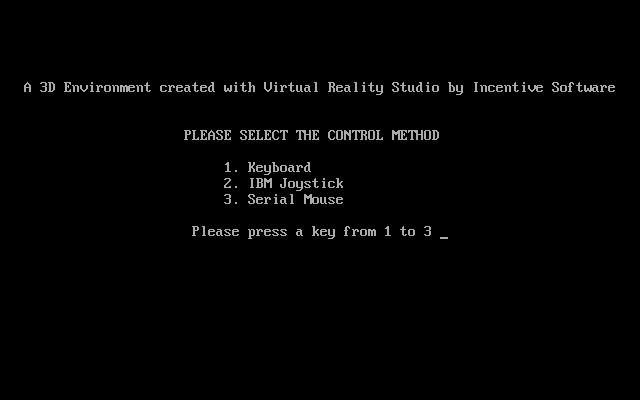 A 3D Environment created with Virtual Reality Studio by Incentive Software
PLEASE SELECT THE CONTROL METHOD
1. Keyboard
2. IBM Joystick
3. Serial Mouse
Please press a key from 1 to 3 _